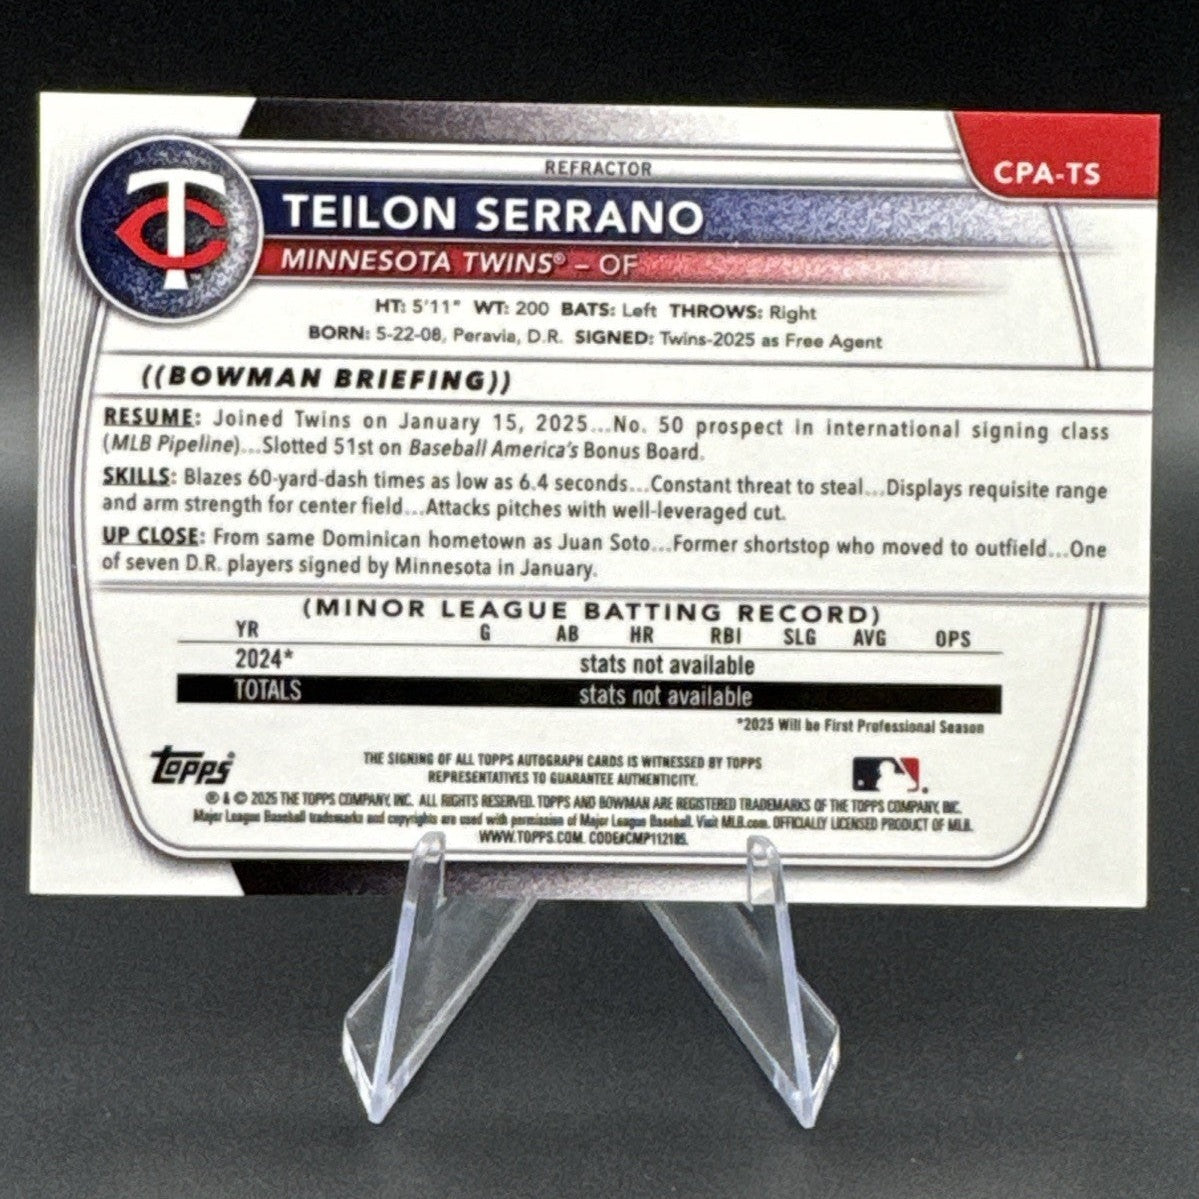 CPA-TS
REFRACTOR
TEILON SERRANO
MINNESOTA TWINS® – OF
HT: 5'11" WT: 200 BATS: Left THROWS: Right
BORN: 5-22-08, Peravia, D.R. SIGNED: Twins-2025 as Free Agent
((BOWMAN BRIEFING))
RESUME: Joined Twins on January 15, 2025...No. 50 prospect in international signing class
(MLB Pipeline)...Slotted 51st on Baseball America's Bonus Board.
SKILLS: Blazes 60-yard-dash times as low as 6.4 seconds...Constant threat to steal...Displays requisite range
and arm strength for center field...Attacks pitches with well-leveraged cut.
UP CLOSE: From same Dominican hometown as Juan Soto...Former shortstop who moved to outfield...One
of seven D.R. players signed by Minnesota in January.
(MINOR LEAGUE BATTING RECORD)
YR G AB HR RBI SLG AVG OPS
2024* stats not available
TOTALS stats not available
*2025 Will be First Professional Season
Topps®
THE SIGNING OF ALL TOPPS AUTOGRAPH CARDS IS WITNESSED BY TOPPS
REPRESENTATIVES TO GUARANTEE AUTHENTICITY.
® & © 2025 THE TOPPS COMPANY, INC. ALL RIGHTS RESERVED. TOPPS AND BOWMAN ARE REGISTERED TRADEMARKS OF THE TOPPS COMPANY, INC.
Major League Baseball trademarks and copyrights are used with permission of Major League Baseball. Visit MLB.com. OFFICIALLY LICENSED PRODUCT OF MLB.
WWW.TOPPS.COM. CODE#CMP112185
TC